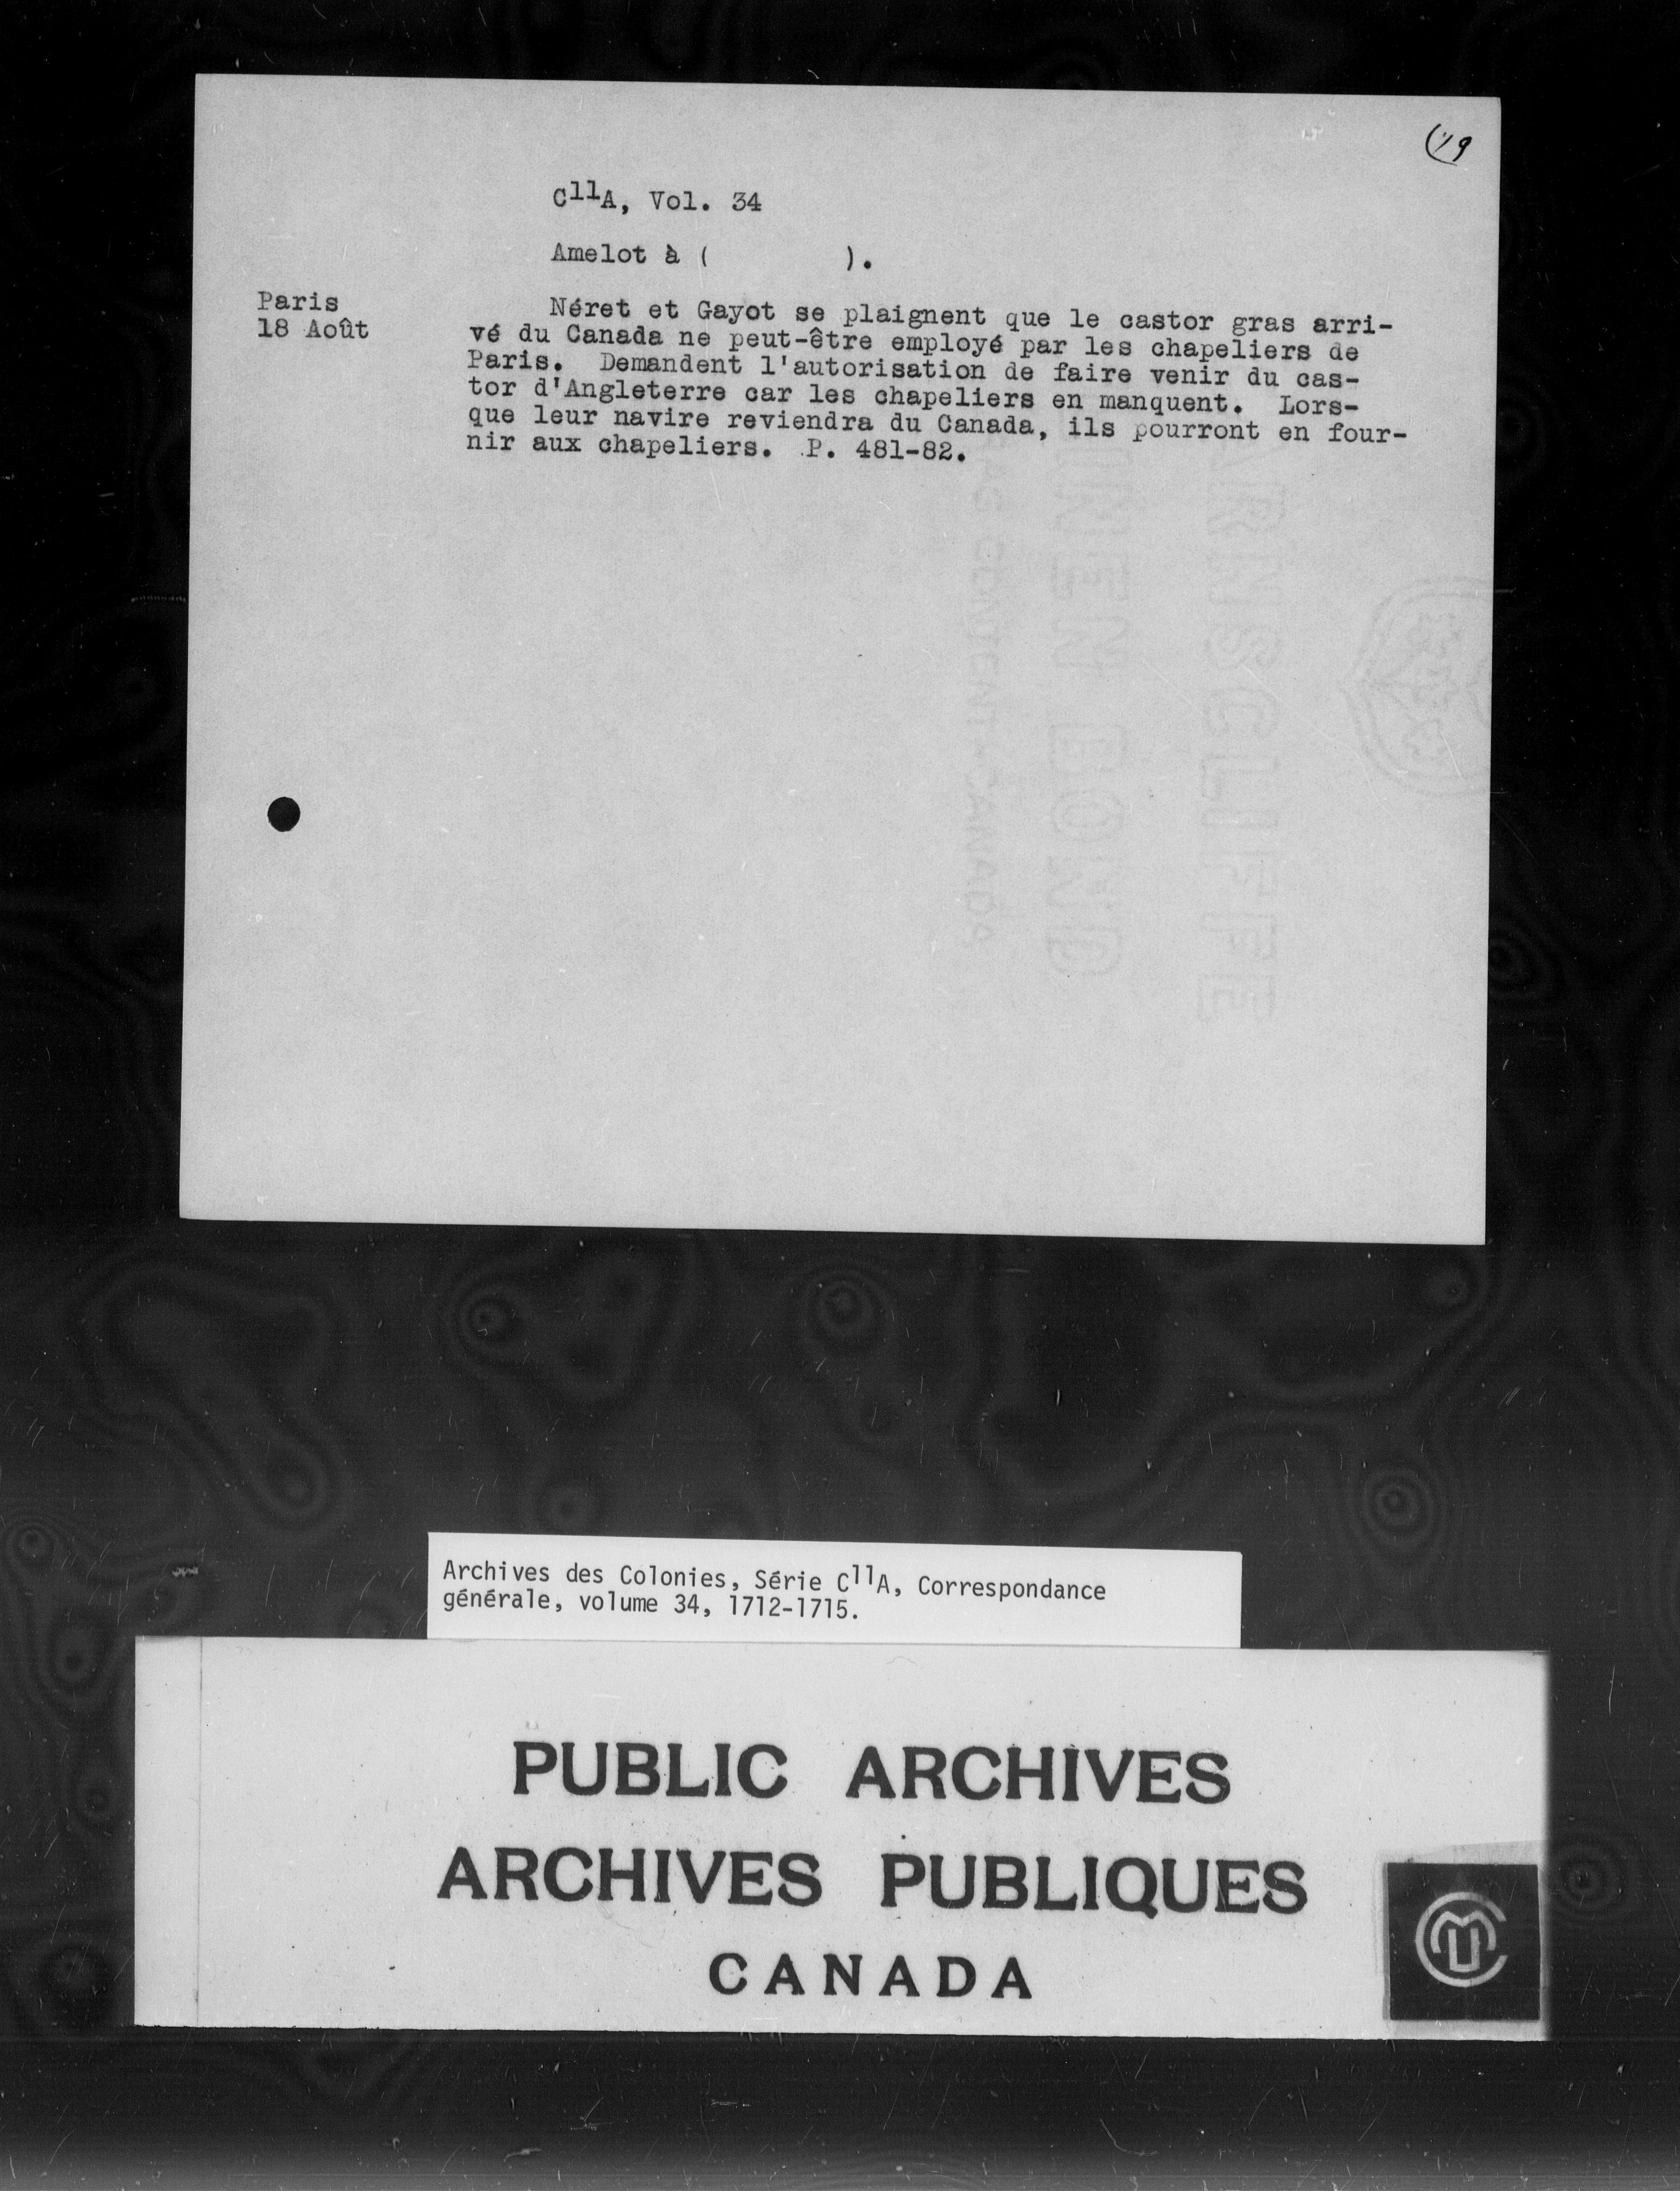 (19
C11A, Vol. 34
Amelot à ( ).
Paris
18 Août
Néret et Gayot se plaignent que le castor gras arri-
vé du Canada ne peut-être employé par les chapeliers de
Paris. Demandent l'autorisation de faire venir du cas-
tor d'Angleterre car les chapeliers en manquent. Lors-
que leur navire reviendra du Canada, ils pourront en four-
nir aux chapeliers. P. 481-82.
Archives des Colonies, Série C11A, Correspondance
générale, volume 34, 1712-1715.
PUBLIC ARCHIVES
ARCHIVES PUBLIQUES
CANADA